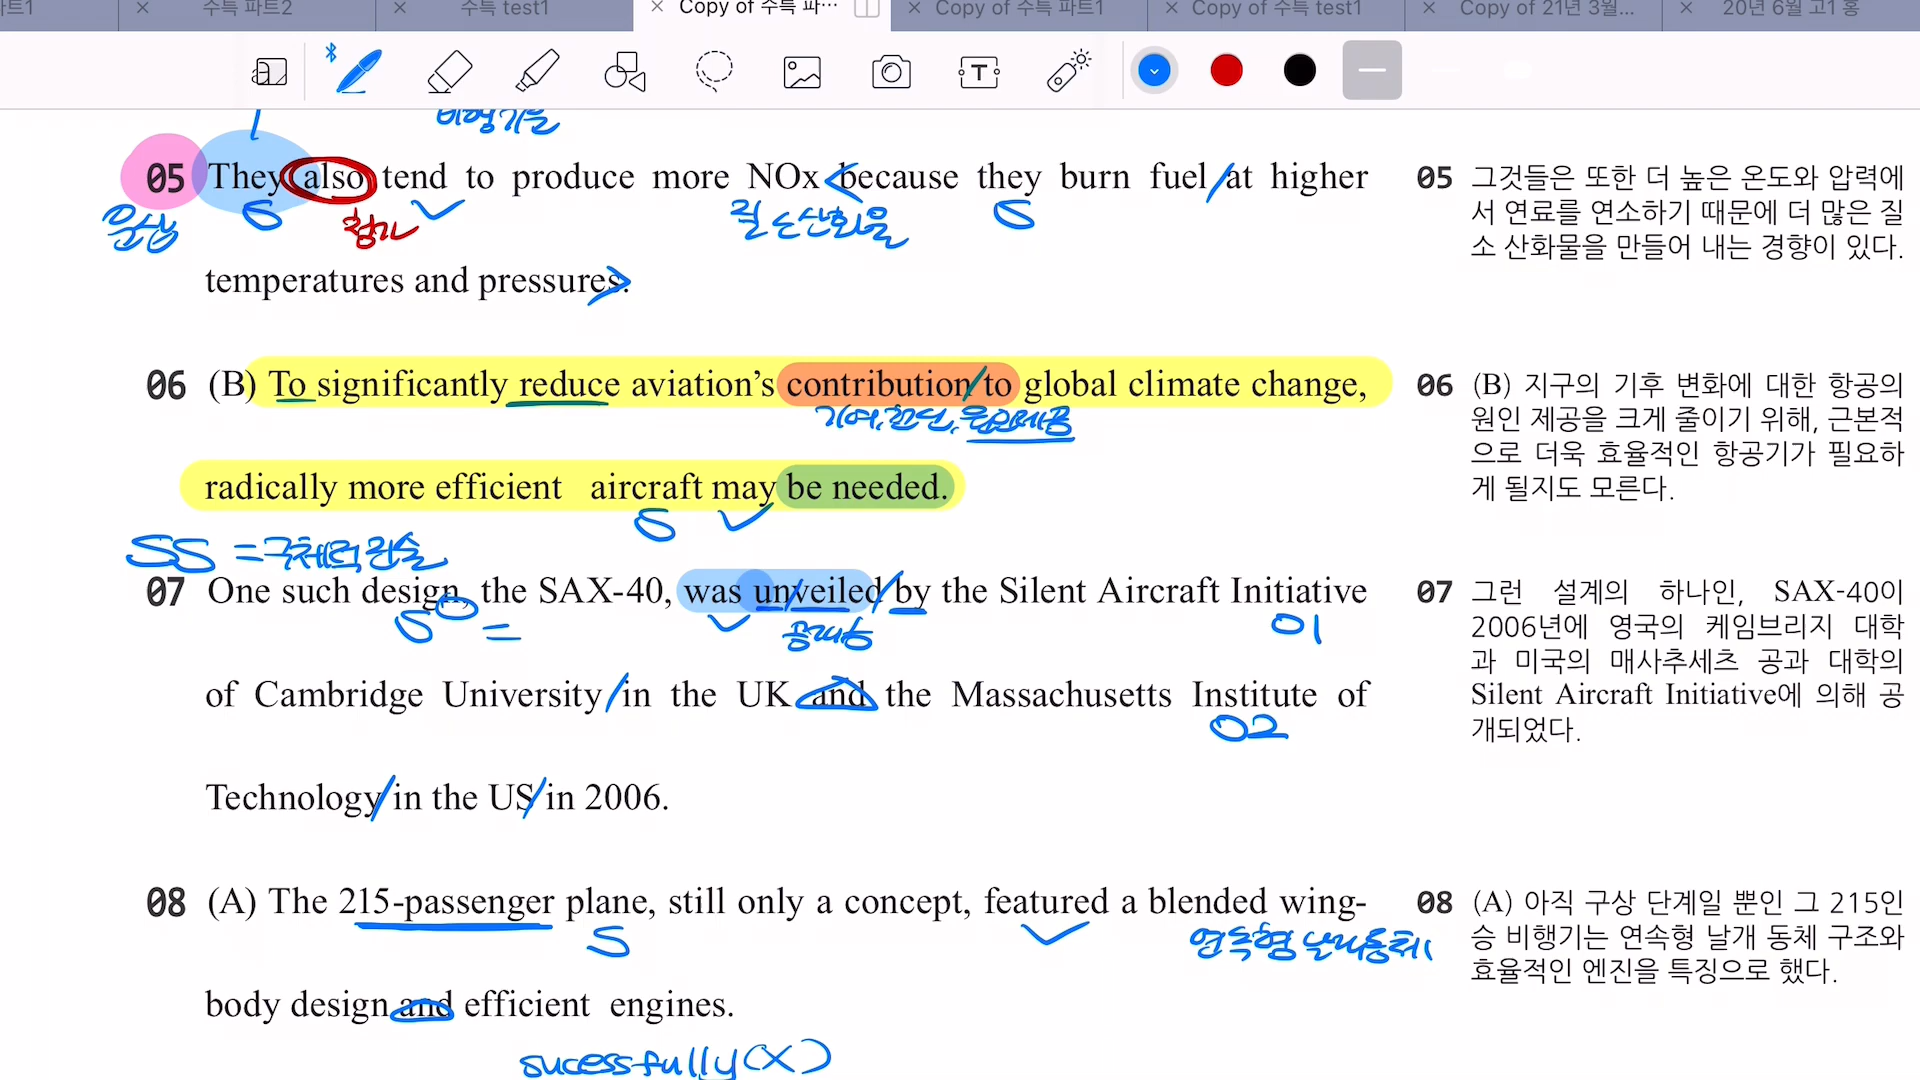 트1 × 수특 파트2 × 수특 test1 × Copy of 수특 파… × Copy of 수특 파트1 × Copy of 수특 test1 × Copy of 21년 3월... × 20년 6월 고1 홍
비행기들
05 They also tend to produce more NOx because they burn fuel / at higher
문삽 S 첨가 질소산화물 S
temperatures and pressures.
06 (B) To significantly reduce aviation's contribution / to global climate change,
기여, 헌신, 원인제공
radically more efficient aircraft may be needed.
S
SS = 구체적 진술
07 One such design, the SAX-40, was unveiled / by the Silent Aircraft Initiative
S = 공개하다 O1
of Cambridge University / in the UK and the Massachusetts Institute of
O2
Technology / in the US / in 2006.
08 (A) The 215-passenger plane, still only a concept, featured a blended wing-
S 연속형 날개동체
body design and efficient engines.
sucessfully (X)
05 그것들은 또한 더 높은 온도와 압력에
서 연료를 연소하기 때문에 더 많은 질
소 산화물을 만들어 내는 경향이 있다.
06 (B) 지구의 기후 변화에 대한 항공의
원인 제공을 크게 줄이기 위해, 근본적
으로 더욱 효율적인 항공기가 필요하
게 될지도 모른다.
07 그런 설계의 하나인, SAX-40이
2006년에 영국의 케임브리지 대학
과 미국의 매사추세츠 공과 대학의
Silent Aircraft Initiative에 의해 공
개되었다.
08 (A) 아직 구상 단계일 뿐인 그 215인
승 비행기는 연속형 날개 동체 구조와
효율적인 엔진을 특징으로 했다.